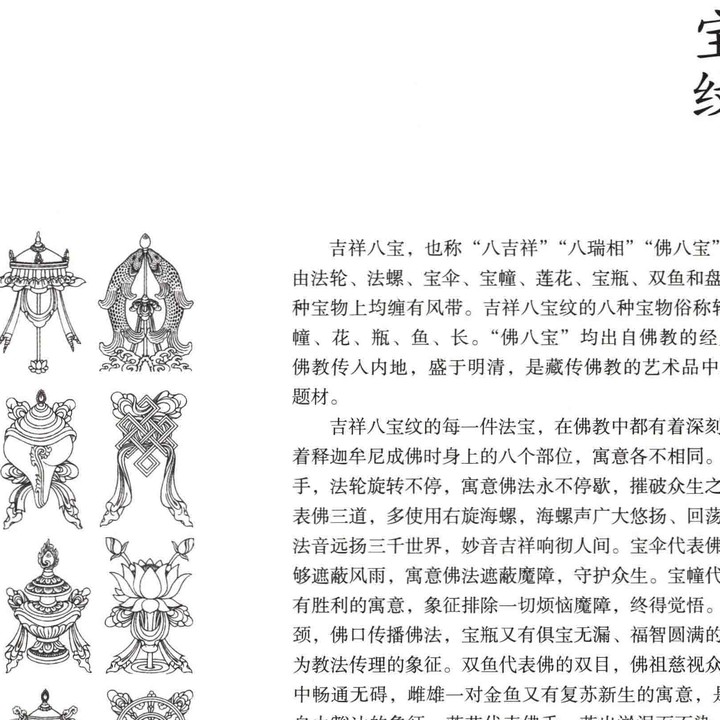 宝
纹
吉祥八宝，也称“八吉祥”“八瑞相”“佛八宝”
由法轮、法螺、宝伞、宝幢、莲花、宝瓶、双鱼和盘
种宝物上均缠有风带。吉祥八宝纹的八种宝物俗称轮
幢、花、瓶、鱼、长。“佛八宝”均出自佛教的经
佛教传入内地，盛于明清，是藏传佛教的艺术品中
题材。
吉祥八宝纹的每一件法宝，在佛教中都有着深刻
着释迦牟尼成佛时身上的八个部位，寓意各不相同。
手，法轮旋转不停，寓意佛法永不停歇，摧破众生之
表佛三道，多使用右旋海螺，海螺声广大悠扬、回荡
法音远扬三千世界，妙音吉祥响彻人间。宝伞代表佛
够遮蔽风雨，寓意佛法遮蔽魔障，守护众生。宝幢代
有胜利的寓意，象征排除一切烦恼魔障，终得觉悟。
颈，佛口传播佛法，宝瓶又有俱宝无漏、福智圆满的
为教法传理的象征。双鱼代表佛的双目，佛祖慈视众
中畅通无碍，雌雄一对金鱼又有复苏新生的寓意，是